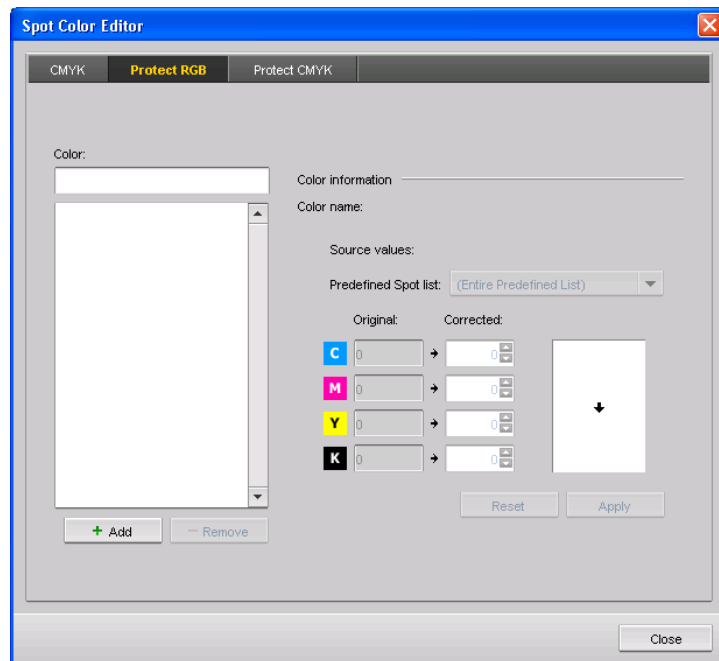 Spot Color Editor
CMYK Protect RGB Protect CMYK
Color:
Color information
Color name:
Source values:
Predefined Spot list: (Entire Predefined List)
Original: Corrected:
C 0 → 0
M 0 → 0
Y 0 → 0
K 0 → 0
Reset Apply
+ Add − Remove
Close